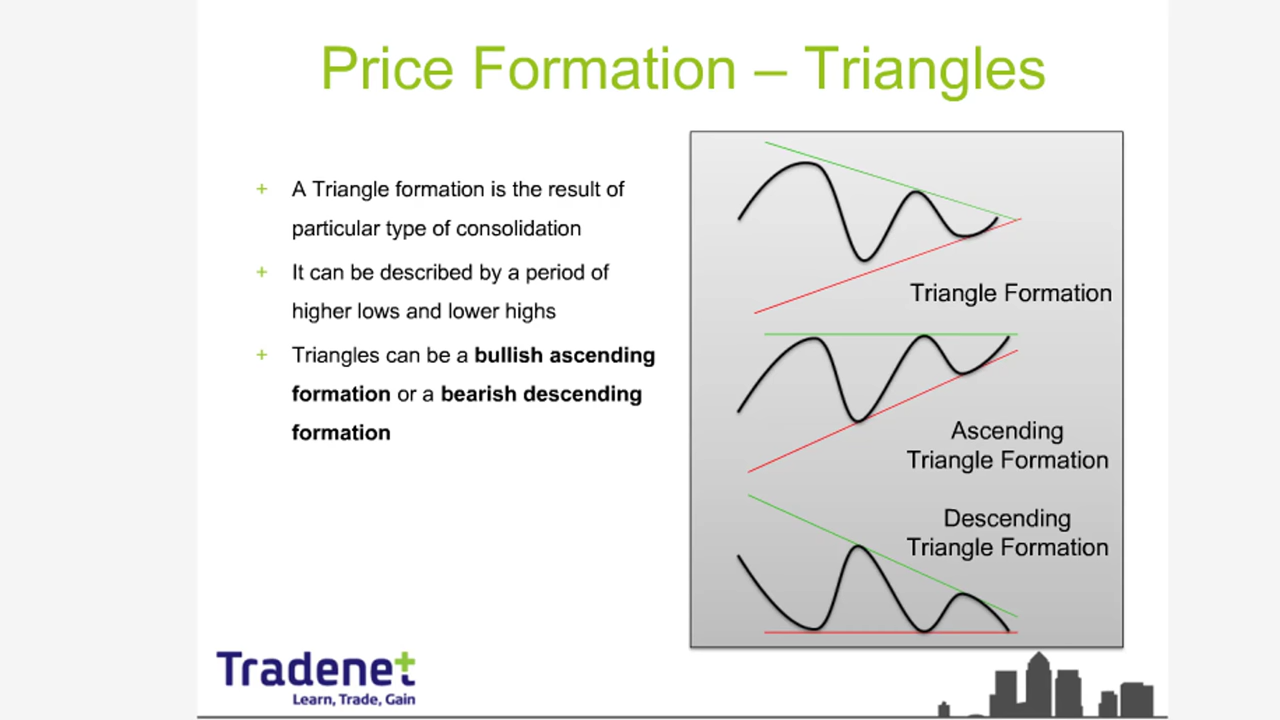 Price Formation – Triangles
+ A Triangle formation is the result of
particular type of consolidation
+ It can be described by a period of
higher lows and lower highs
+ Triangles can be a bullish ascending
formation or a bearish descending
formation
Triangle Formation
Ascending
Triangle Formation
Descending
Triangle Formation
Tradenet
Learn, Trade, Gain